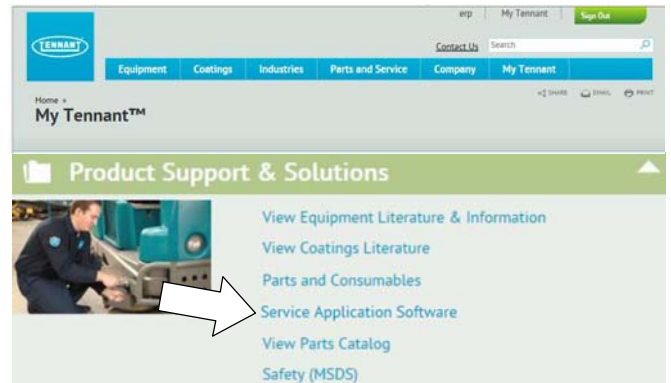 erp My Tennant Sign Out
TENNANT
Contact Us Search
Equipment Coatings Industries Parts and Service Company My Tennant
SHARE EMAIL PRINT
Home »
My Tennant™
Product Support & Solutions
View Equipment Literature & Information
View Coatings Literature
Parts and Consumables
Service Application Software
View Parts Catalog
Safety (MSDS)